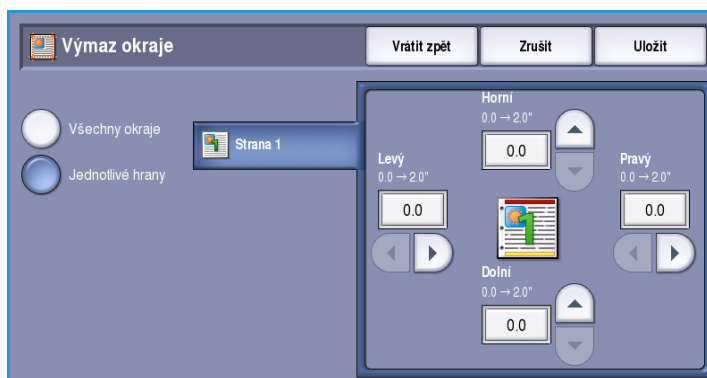 Výmaz okraje
Vrátit zpět
Zrušit
Uložit
Všechny okraje
Jednotlivé hrany
Strana 1
Horní
0.0 → 2.0"
0.0
Levý
0.0 → 2.0"
0.0
Pravý
0.0 → 2.0"
0.0
Dolní
0.0 → 2.0"
0.0